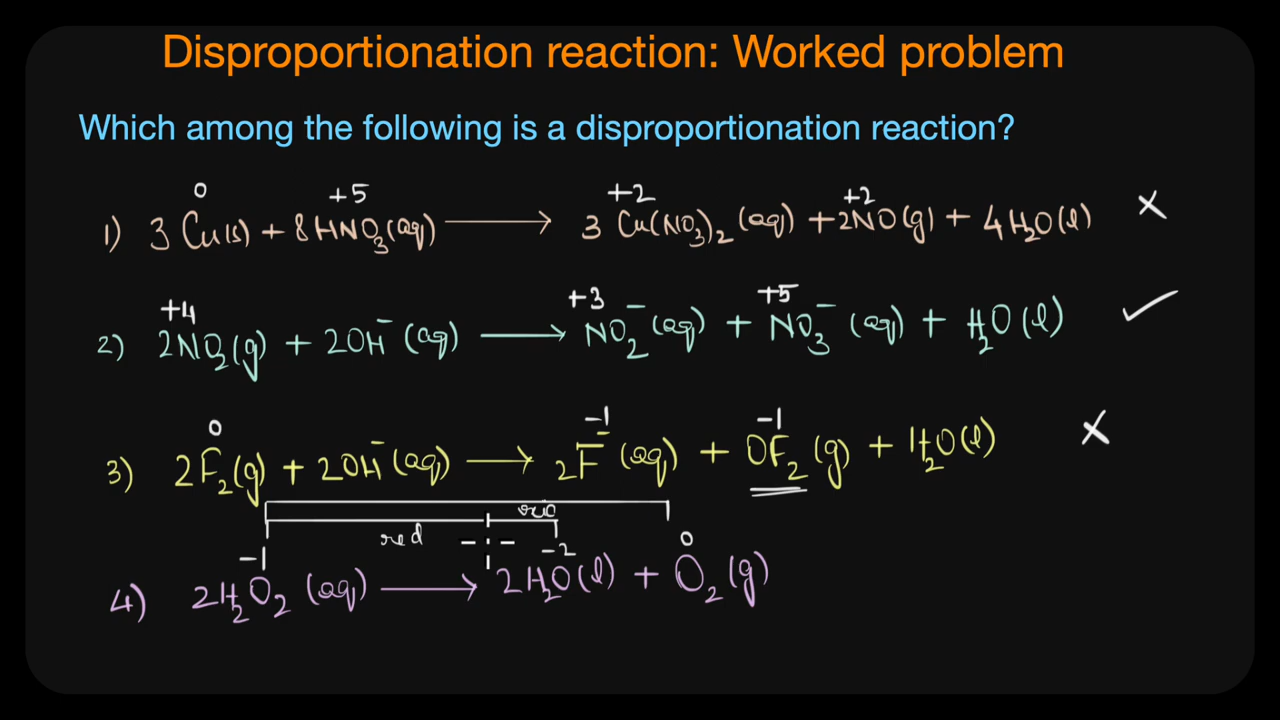 Disproportionation reaction: Worked problem
Which among the following is a disproportionation reaction?
0 +5 +2 +2
1) 3 Cu(s) + 8HNO₃(aq) ⟶ 3 Cu(NO₃)₂(aq) + 2NO(g) + 4H₂O(l) ×
+4 +3 +5
2) 2NO₂(g) + 2OH⁻(aq) ⟶ NO₂⁻(aq) + NO₃⁻(aq) + H₂O(l) ✓
0 -1 -1
3) 2F₂(g) + 2OH⁻(aq) ⟶ 2F⁻(aq) + OF₂(g) + H₂O(l) ×
red
-1 -2 0
4) 2H₂O₂(aq) ⟶ 2H₂O(l) + O₂(g)